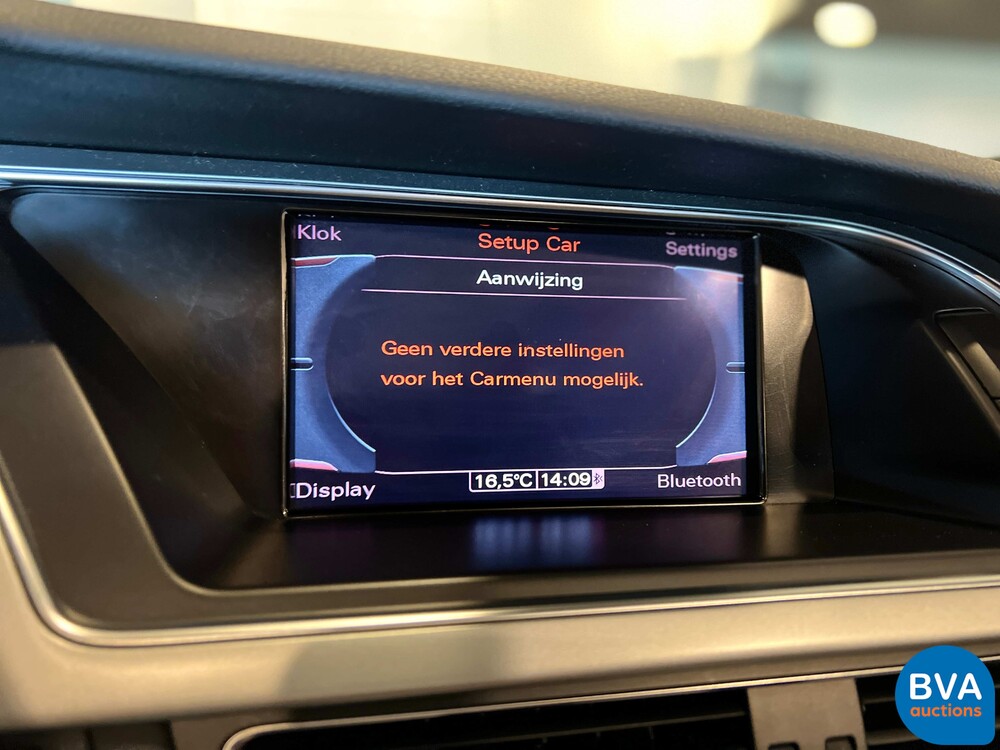 Klok
Setup Car
Settings
Aanwijzing
Geen verdere instellingen
voor het Carmenu mogelijk.
Display
16,5°C 14:09
Bluetooth
BVA
auctions